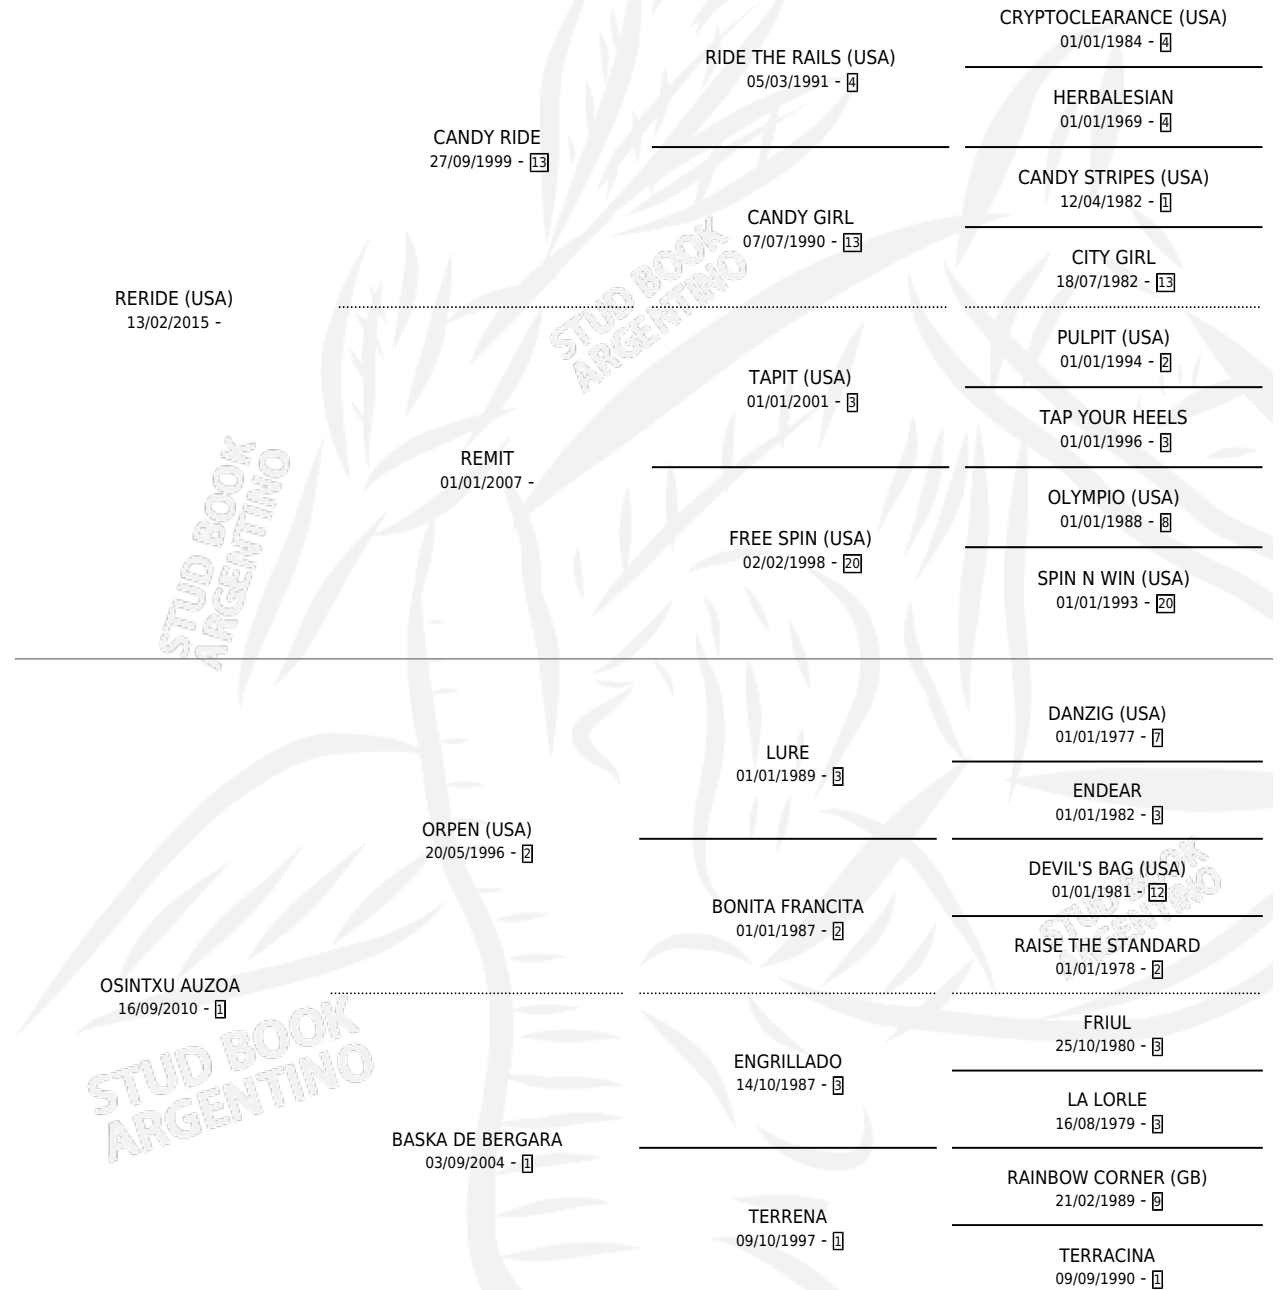 CRYPTOCLEARANCE (USA)
01/01/1984 - 4
RIDE THE RAILS (USA)
05/03/1991 - 4
HERBALESIAN
01/01/1969 - 4
CANDY RIDE
27/09/1999 - 13
CANDY STRIPES (USA)
12/04/1982 - 1
CANDY GIRL
07/07/1990 - 13
CITY GIRL
18/07/1982 - 13
RERIDE (USA)
13/02/2015 -
PULPIT (USA)
01/01/1994 - 2
TAPIT (USA)
01/01/2001 - 3
TAP YOUR HEELS
01/01/1996 - 3
REMIT
01/01/2007 -
OLYMPIO (USA)
01/01/1988 - 8
FREE SPIN (USA)
02/02/1998 - 20
SPIN N WIN (USA)
01/01/1993 - 20
STUD BOOK
ARGENTINO
STUD BOOK
ARGENTINO
DANZIG (USA)
01/01/1977 - 7
LURE
01/01/1989 - 3
ENDEAR
01/01/1982 - 3
ORPEN (USA)
20/05/1996 - 2
DEVIL'S BAG (USA)
01/01/1981 - 12
BONITA FRANCITA
01/01/1987 - 2
RAISE THE STANDARD
01/01/1978 - 2
STUD BOOK
ARGENTINO
OSINTXU AUZOA
16/09/2010 - 1
FRIUL
25/10/1980 - 3
ENGRILLADO
14/10/1987 - 3
LA LORLE
16/08/1979 - 3
STUD BOOK
ARGENTINO
BASKA DE BERGARA
03/09/2004 - 1
RAINBOW CORNER (GB)
21/02/1989 - 9
TERRENA
09/10/1997 - 1
TERRACINA
09/09/1990 - 1